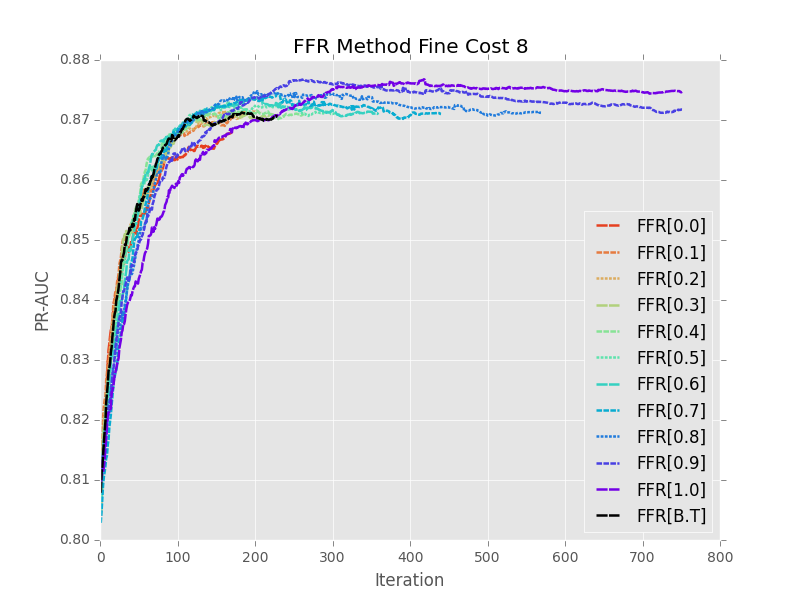 FFR Method Fine Cost 8
0.88
0.87
0.86
0.85
0.84
0.83
0.82
0.81
0.80
PR-AUC
0 100 200 300 400 500 600 700 800
Iteration
FFR[0.0]
FFR[0.1]
FFR[0.2]
FFR[0.3]
FFR[0.4]
FFR[0.5]
FFR[0.6]
FFR[0.7]
FFR[0.8]
FFR[0.9]
FFR[1.0]
FFR[B.T]